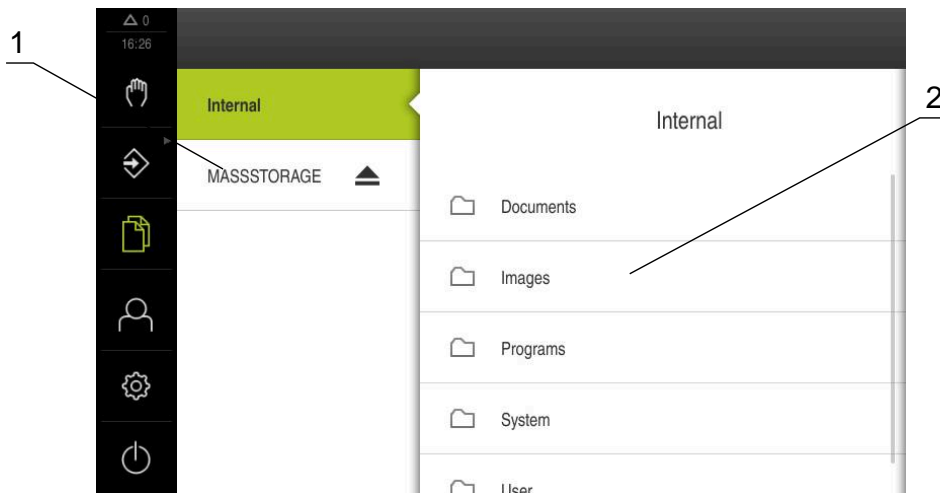 1
△ 0
16:26
Internal
MASSSTORAGE
Internal
Documents
Images
Programs
System
User
2